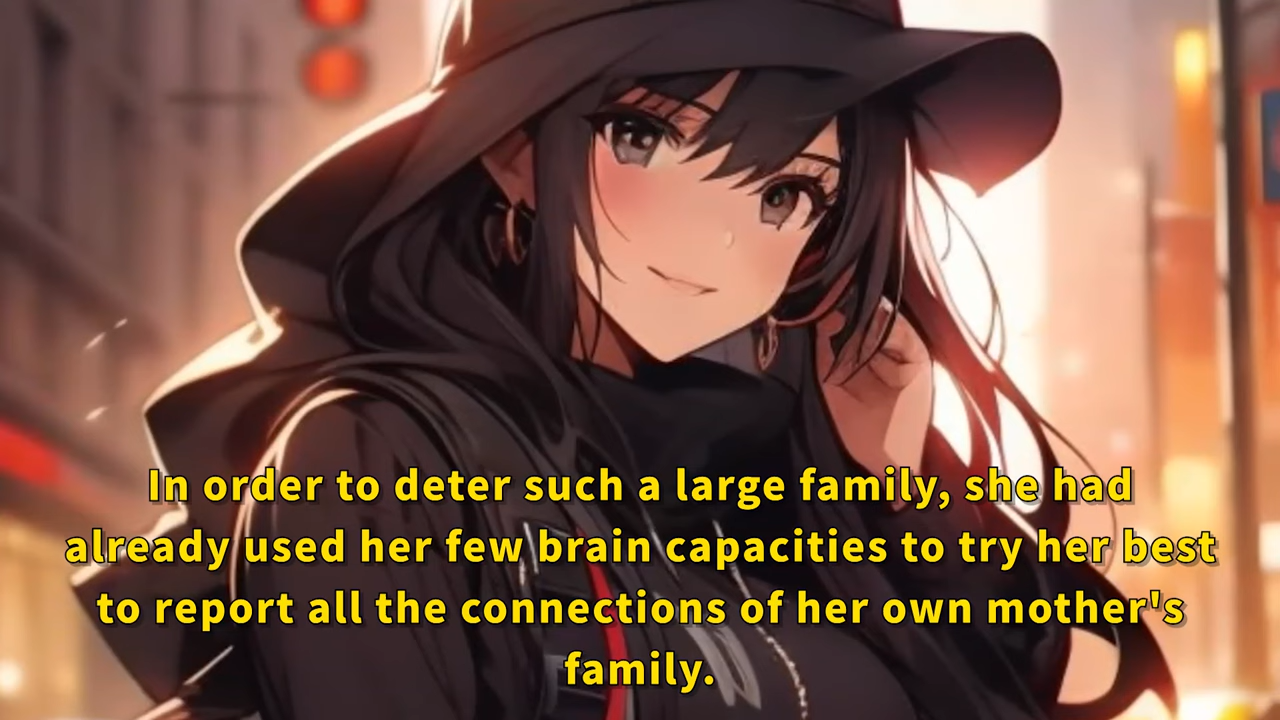 In order to deter such a large family, she had
already used her few brain capacities to try her best
to report all the connections of her own mother's
family.